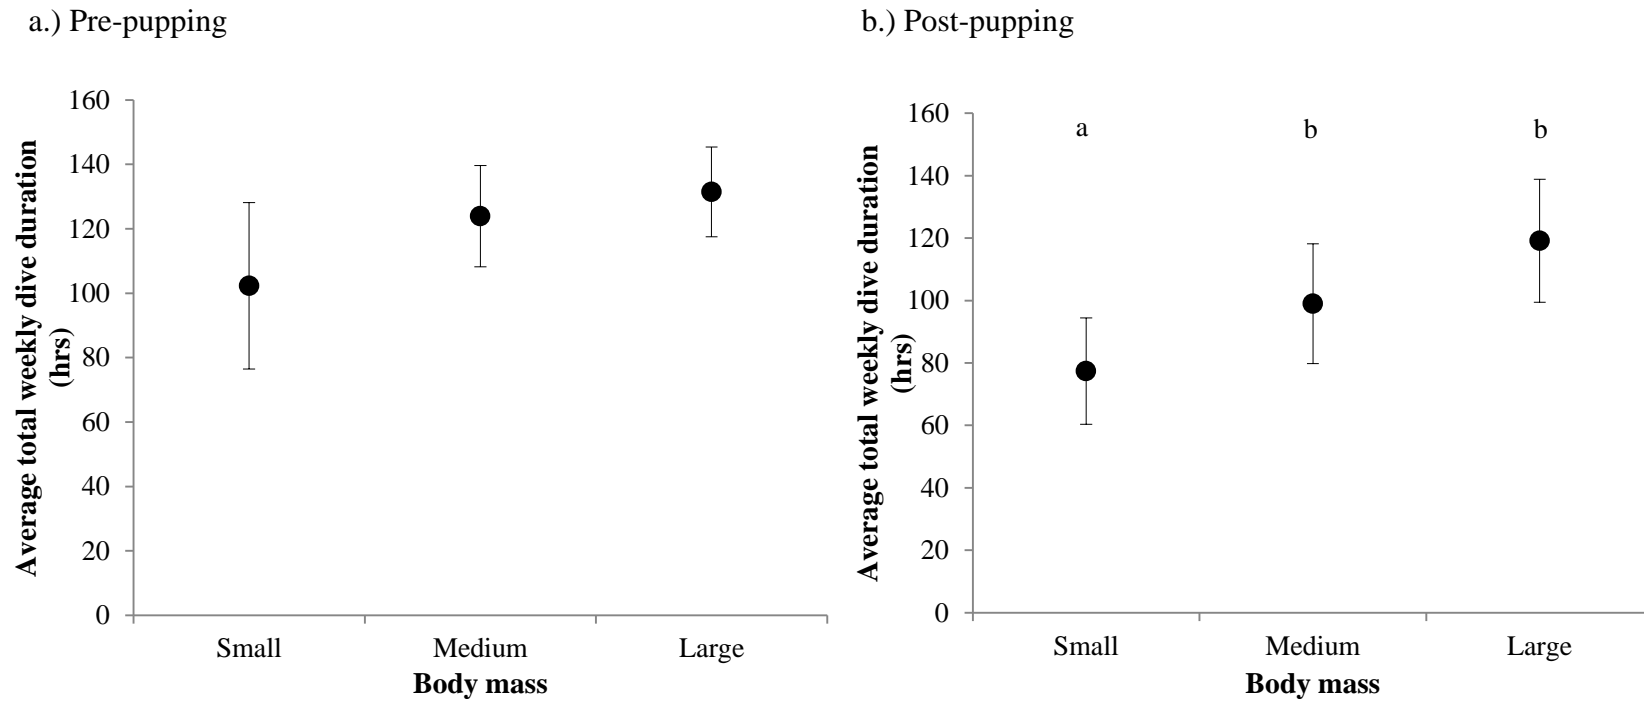 a.) Pre-pupping
Average total weekly dive duration
(hrs)
160
140
120
100
80
60
40
20
0
Small Medium Large
Body mass
b.) Post-pupping
Average total weekly dive duration
(hrs)
160
140
120
100
80
60
40
20
0
a b b
Small Medium Large
Body mass